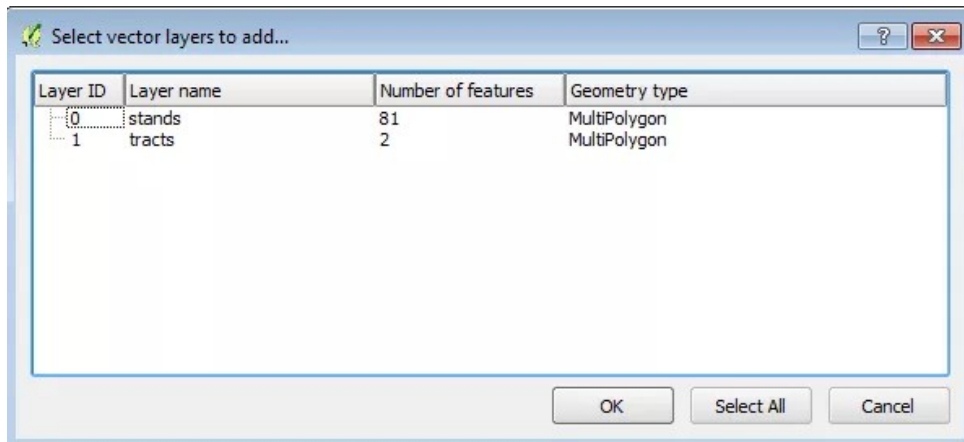 Select vector layers to add...
Layer ID Layer name Number of features Geometry type
0 stands 81 MultiPolygon
1 tracts 2 MultiPolygon
OK Select All Cancel